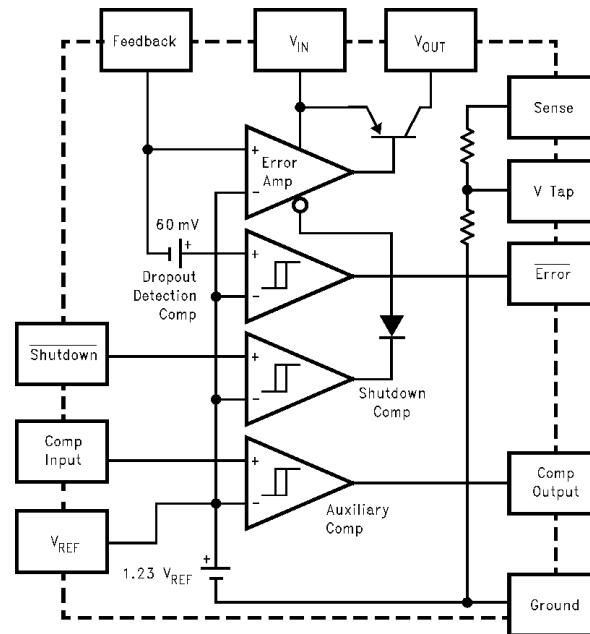 Feedback
V_IN
V_OUT
Sense
+
Error
Amp
−
V Tap
60 mV
+
+
Dropout
Detection
Comp
−
Error
Shutdown
+
−
Shutdown
Comp
Comp
Input
+
−
Auxiliary
Comp
Comp
Output
V_REF
+
1.23 V_REF
Ground